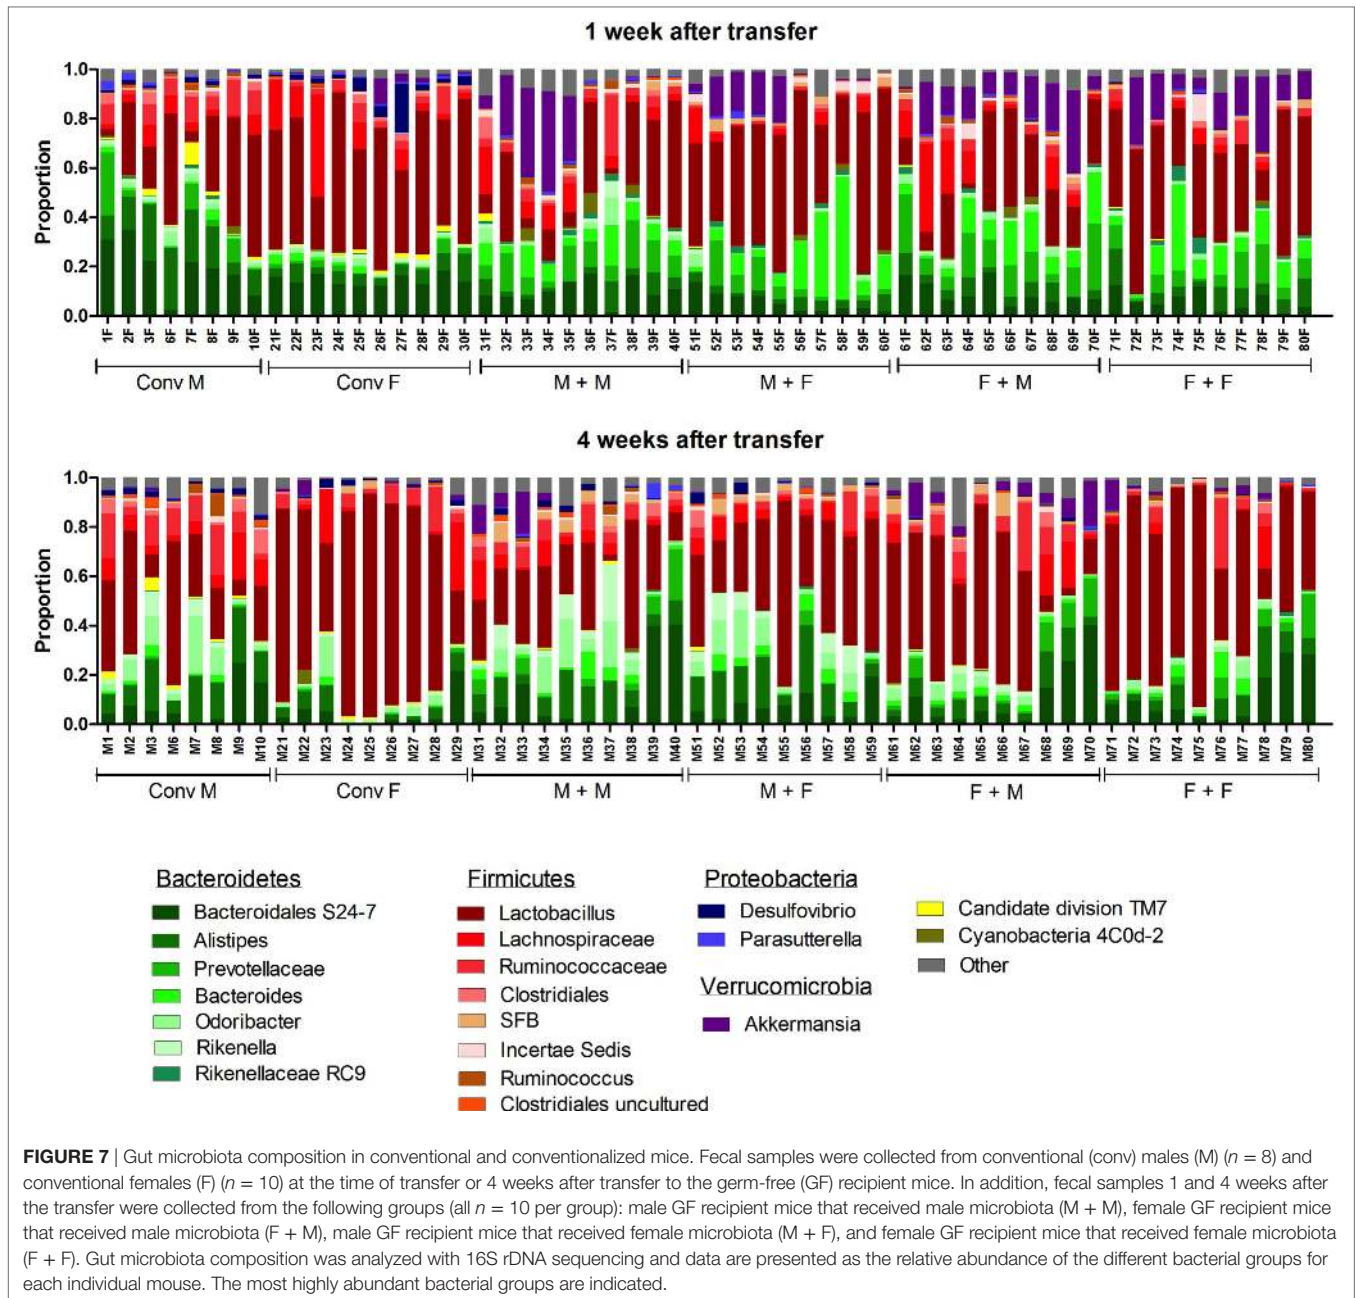 1 week after transfer
Proportion
1.0
0.8
0.6
0.4
0.2
0.0
1F 2F 3F 6F 7F 8F 9F 10F 21F 22F 23F 24F 25F 26F 27F 28F 29F 30F 31F 32F 33F 34F 35F 36F 37F 38F 39F 40F 51F 52F 53F 54F 55F 56F 57F 58F 59F 60F 61F 62F 63F 64F 65F 66F 67F 68F 69F 70F 71F 72F 73F 74F 75F 76F 77F 78F 79F 80F
Conv M Conv F M + M M + F F + M F + F
4 weeks after transfer
Proportion
1.0
0.8
0.6
0.4
0.2
0.0
M1 M2 M3 M6 M7 M8 M9 M10 M21 M22 M23 M24 M25 M26 M27 M28 M29 M31 M32 M33 M34 M35 M36 M37 M38 M39 M40 M51 M52 M53 M54 M55 M56 M57 M58 M59 M61 M62 M63 M64 M65 M66 M67 M68 M69 M70 M71 M72 M73 M74 M75 M76 M77 M78 M79 M80
Conv M Conv F M + M M + F F + M F + F
Bacteroidetes
Bacteroidales S24-7
Alistipes
Prevotellaceae
Bacteroides
Odoribacter
Rikenella
Rikenellaceae RC9
Firmicutes
Lactobacillus
Lachnospiraceae
Ruminococcaceae
Clostridiales
SFB
Incertae Sedis
Ruminococcus
Clostridiales uncultured
Proteobacteria
Desulfovibrio
Parasutterella
Verrucomicrobia
Akkermansia
Candidate division TM7
Cyanobacteria 4C0d-2
Other
FIGURE 7 | Gut microbiota composition in conventional and conventionalized mice. Fecal samples were collected from conventional (conv) males (M) (n = 8) and
conventional females (F) (n = 10) at the time of transfer or 4 weeks after transfer to the germ-free (GF) recipient mice. In addition, fecal samples 1 and 4 weeks after
the transfer were collected from the following groups (all n = 10 per group): male GF recipient mice that received male microbiota (M + M), female GF recipient mice
that received male microbiota (F + M), male GF recipient mice that received female microbiota (M + F), and female GF recipient mice that received female microbiota
(F + F). Gut microbiota composition was analyzed with 16S rDNA sequencing and data are presented as the relative abundance of the different bacterial groups for
each individual mouse. The most highly abundant bacterial groups are indicated.